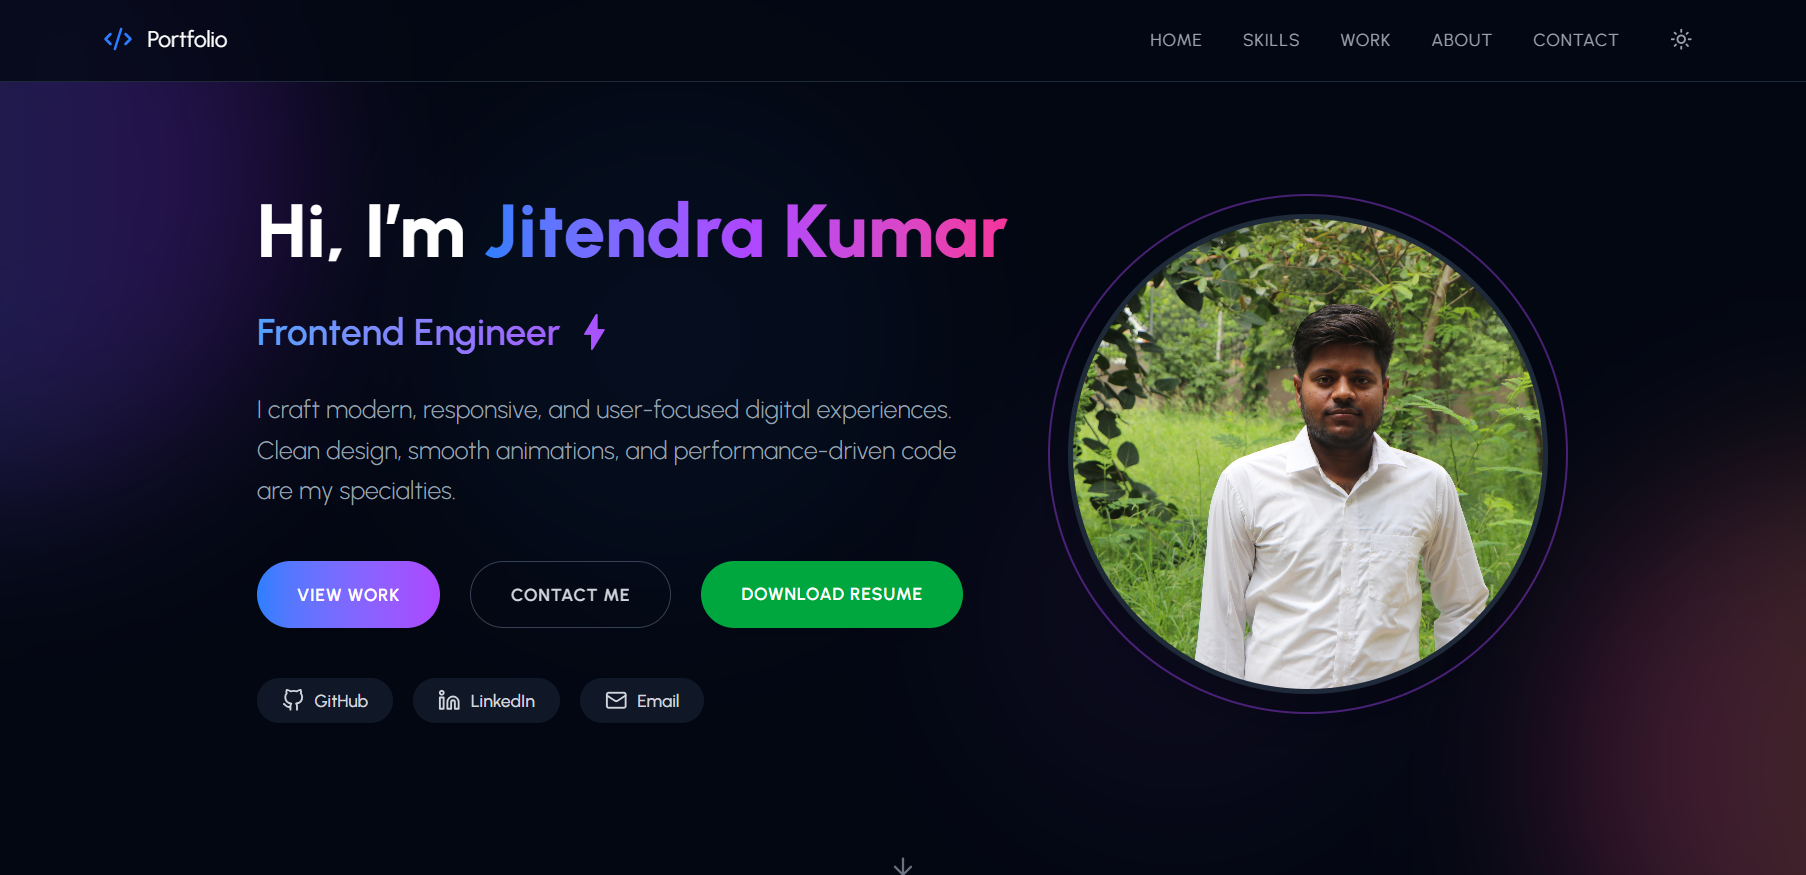 Portfolio
HOME SKILLS WORK ABOUT CONTACT
Hi, I'm Jitendra Kumar
Frontend Engineer
I craft modern, responsive, and user-focused digital experiences.
Clean design, smooth animations, and performance-driven code
are my specialties.
VIEW WORK CONTACT ME DOWNLOAD RESUME
GitHub LinkedIn Email